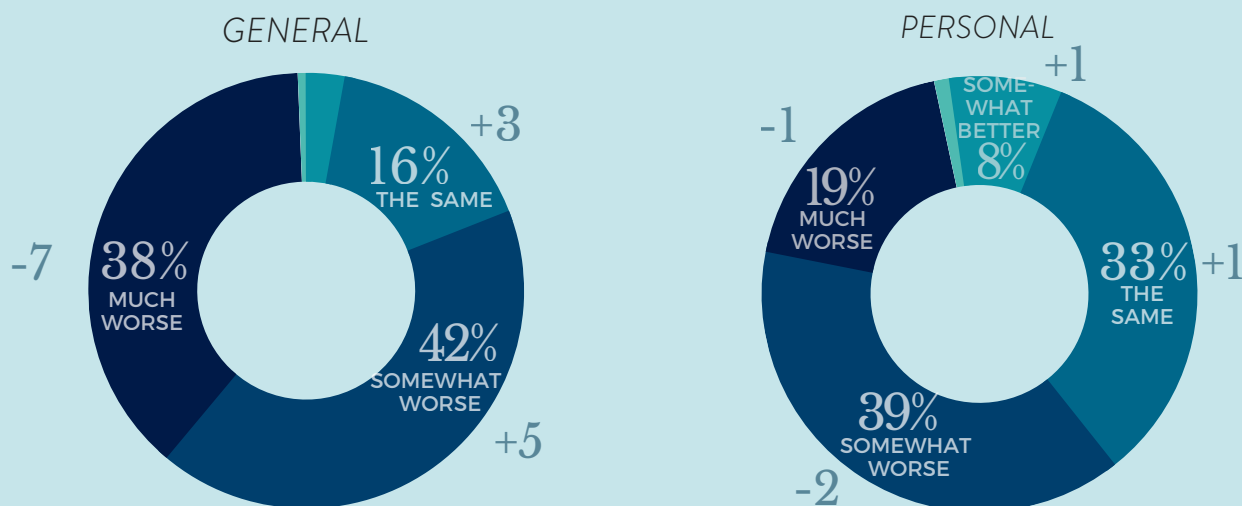 GENERAL
+3
16%
THE SAME
-7
38%
MUCH
WORSE
42%
SOMEWHAT
WORSE
+5
PERSONAL
+1
SOME-
WHAT
BETTER
8%
-1
19%
MUCH
WORSE
33%
THE
SAME
+1
39%
SOMEWHAT
WORSE
-2